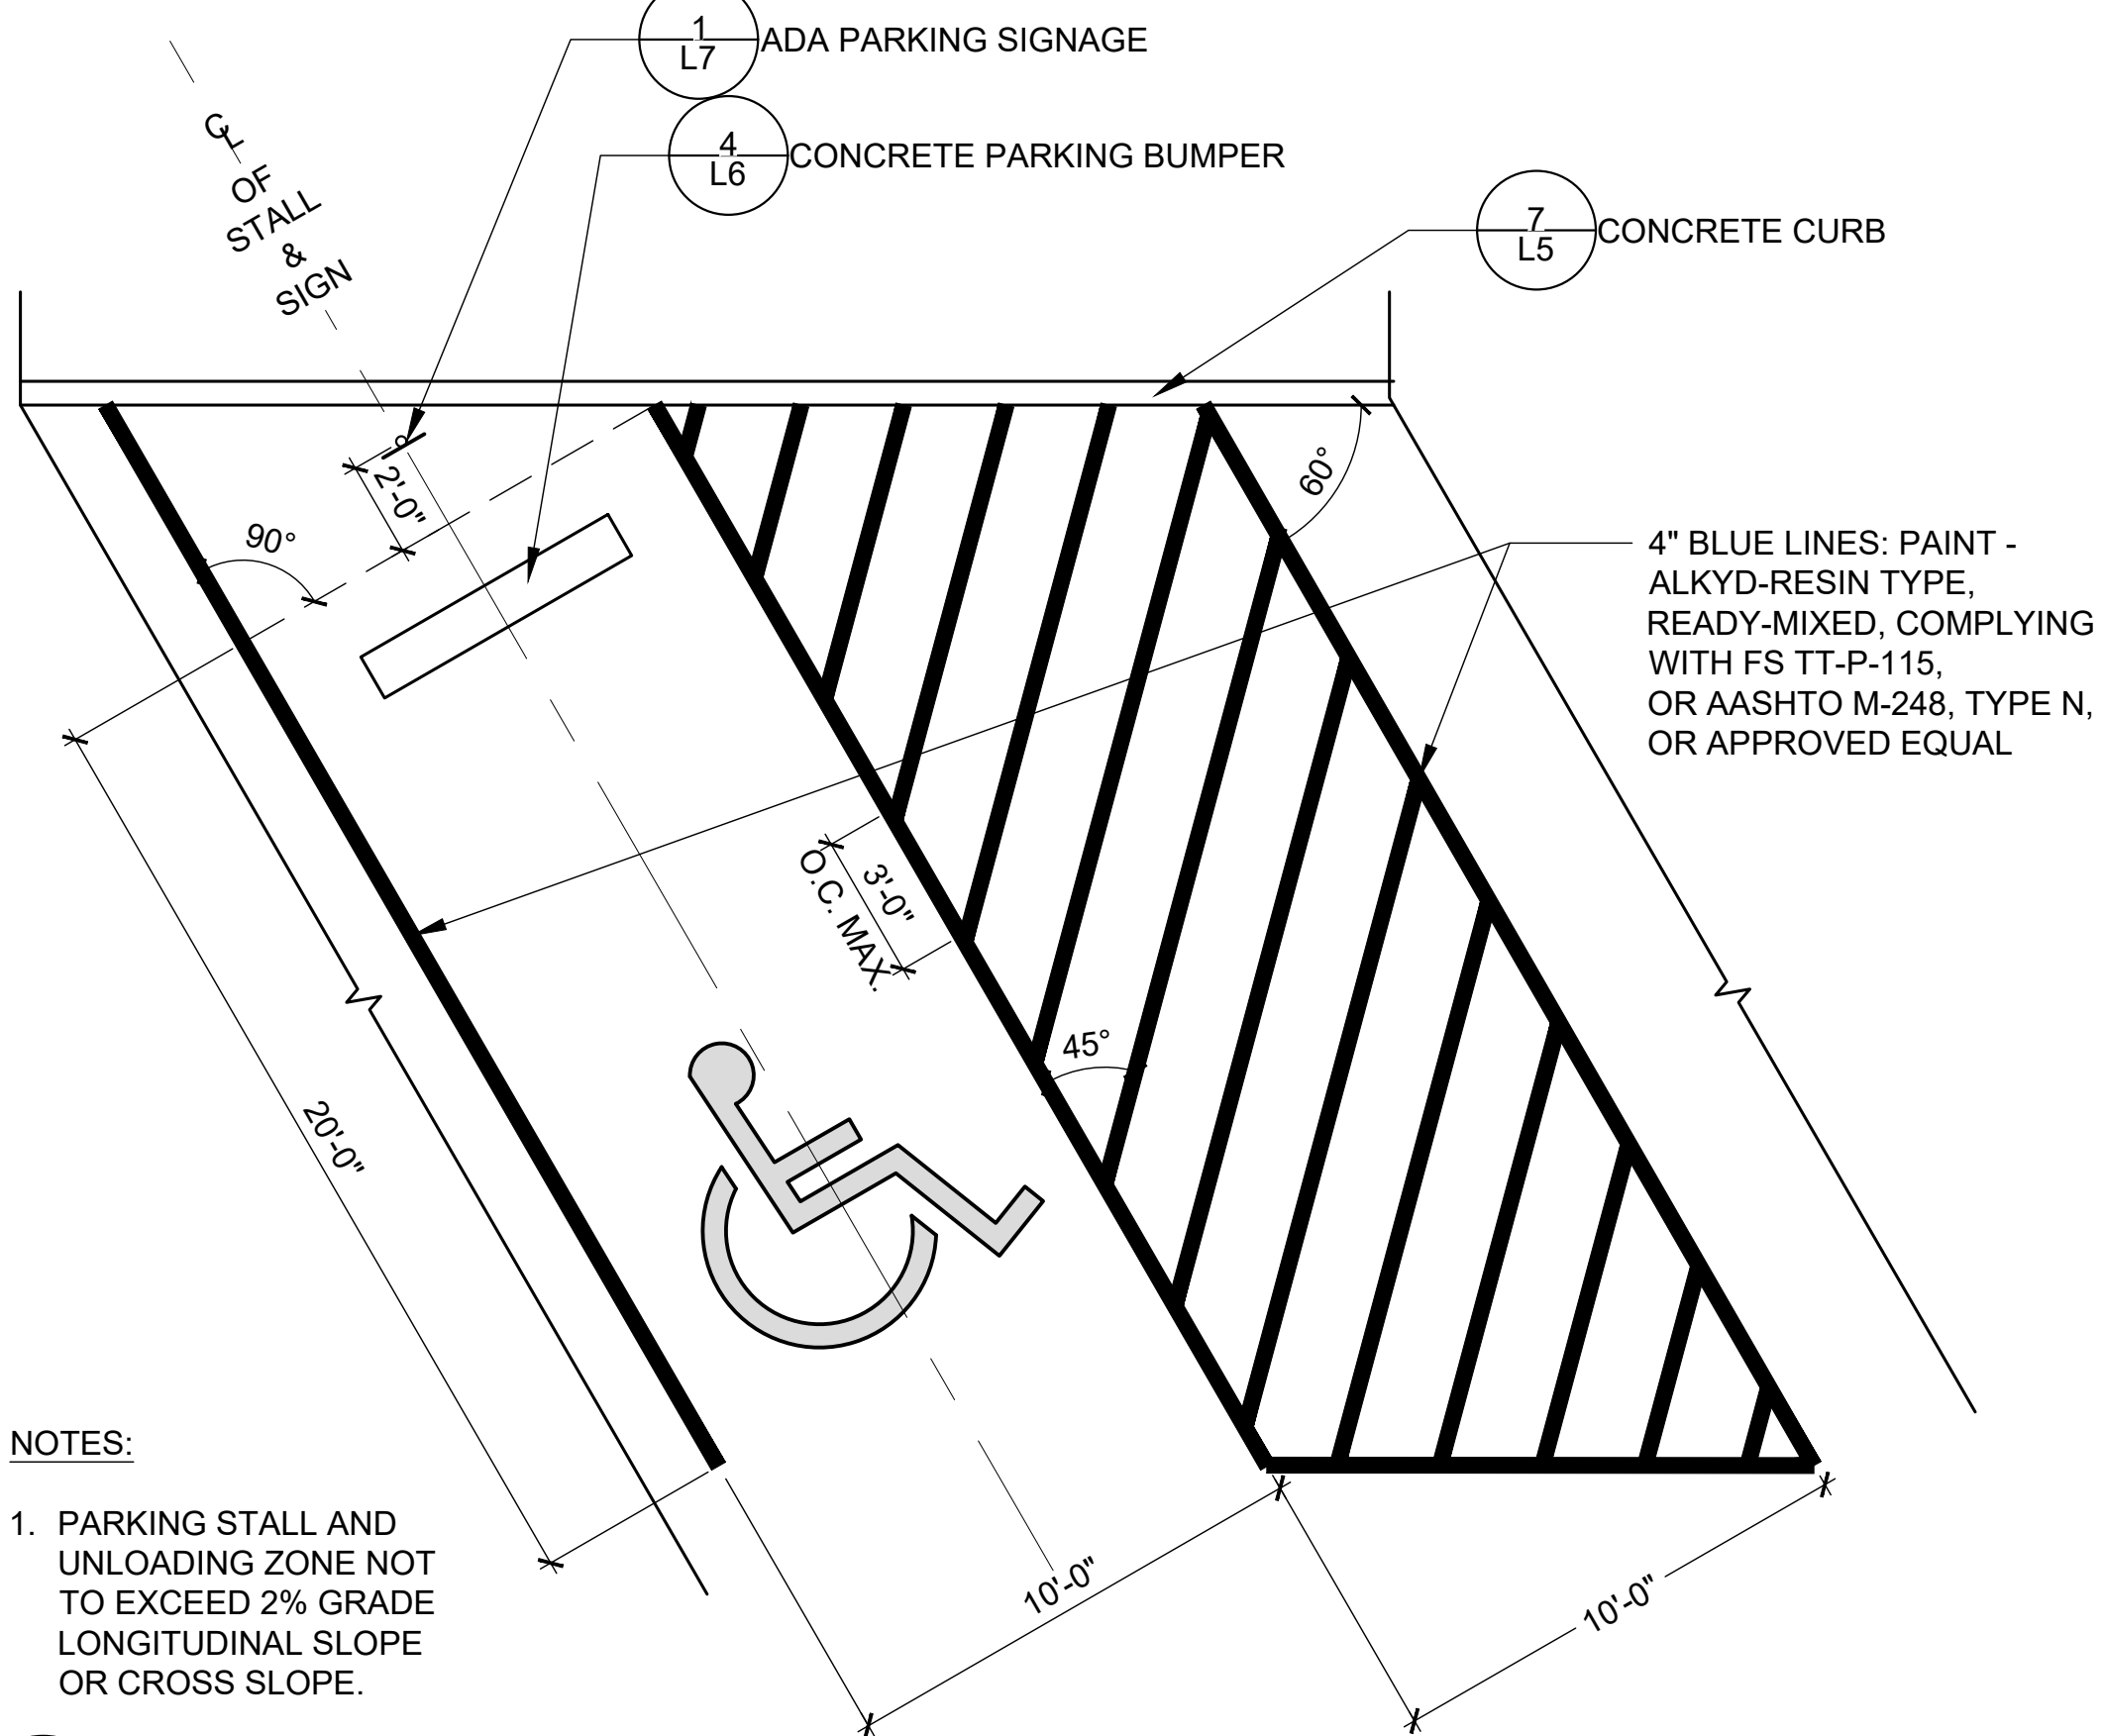 1
L7
ADA PARKING SIGNAGE
4
L6
CONCRETE PARKING BUMPER
7
L5
CONCRETE CURB
℄
OF
STALL
&
SIGN
2'-0"
90°
60°
4" BLUE LINES: PAINT -
ALKYD-RESIN TYPE,
READY-MIXED, COMPLYING
WITH FS TT-P-115,
OR AASHTO M-248, TYPE N,
OR APPROVED EQUAL
3'-0"
O.C. MAX.
45°
20'-0"
10'-0"
10'-0"
NOTES:
1. PARKING STALL AND
UNLOADING ZONE NOT
TO EXCEED 2% GRADE
LONGITUDINAL SLOPE
OR CROSS SLOPE.